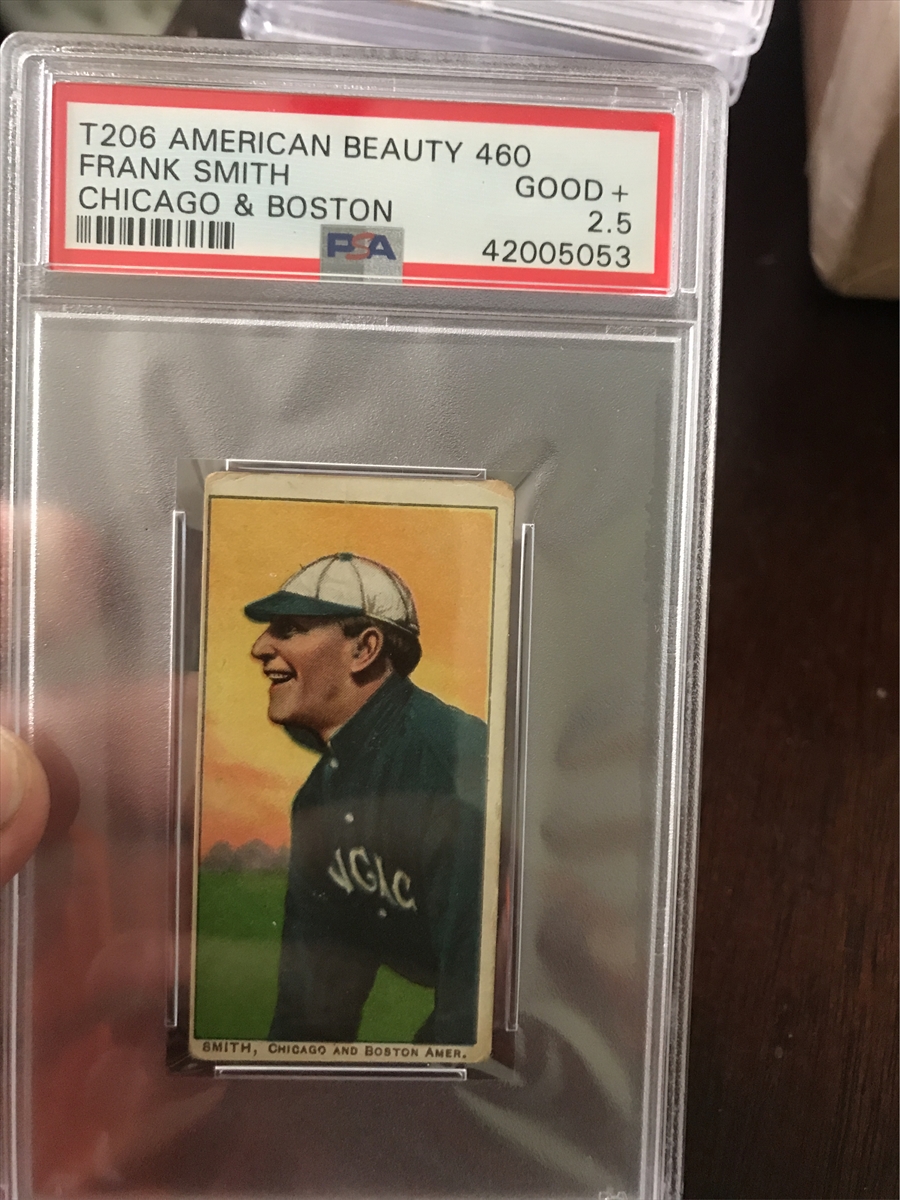 T206 AMERICAN BEAUTY 460
FRANK SMITH
GOOD +
CHICAGO & BOSTON
2.5
PSA
42005053
SMITH, CHICAGO AND BOSTON AMER.